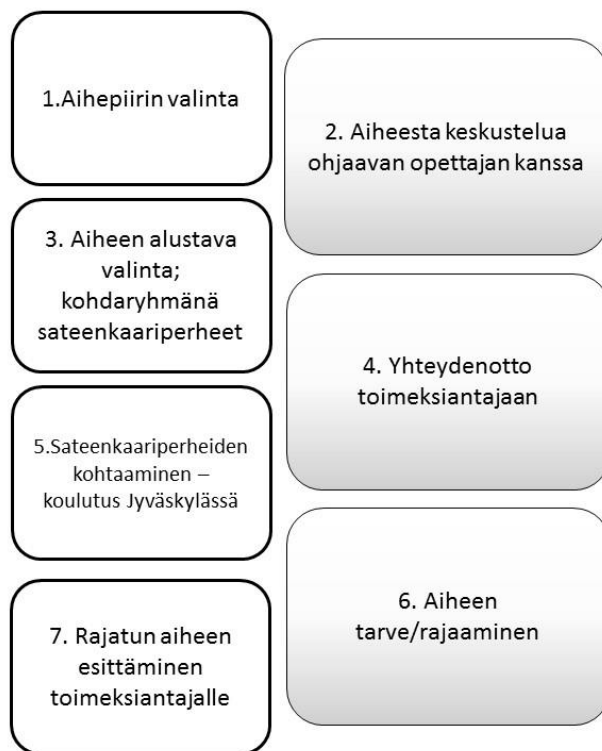 1.Aihepiirin valinta
2. Aiheesta keskustelua
ohjaavan opettajan kanssa
3. Aiheen alustava
valinta;
kohdaryhmänä
sateenkaariperheet
4. Yhteydenotto
toimeksiantajaan
5.Sateenkaariperheiden
kohtaaminen –
koulutus Jyväskylässä
6. Aiheen
tarve/rajaaminen
7. Rajatun aiheen
esittäminen
toimeksiantajalle